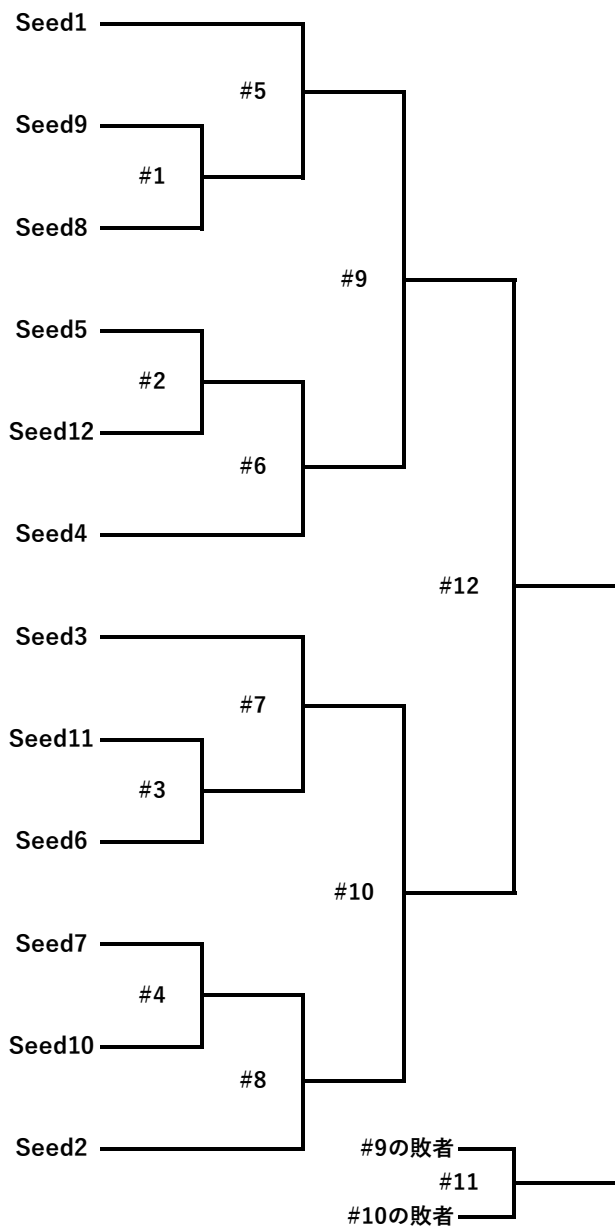 Seed1
#5
Seed9
#1
Seed8
#9
Seed5
#2
Seed12
#6
Seed4
#12
Seed3
#7
Seed11
#3
Seed6
#10
Seed7
#4
Seed10
#8
Seed2
#9の敗者
#11
#10の敗者